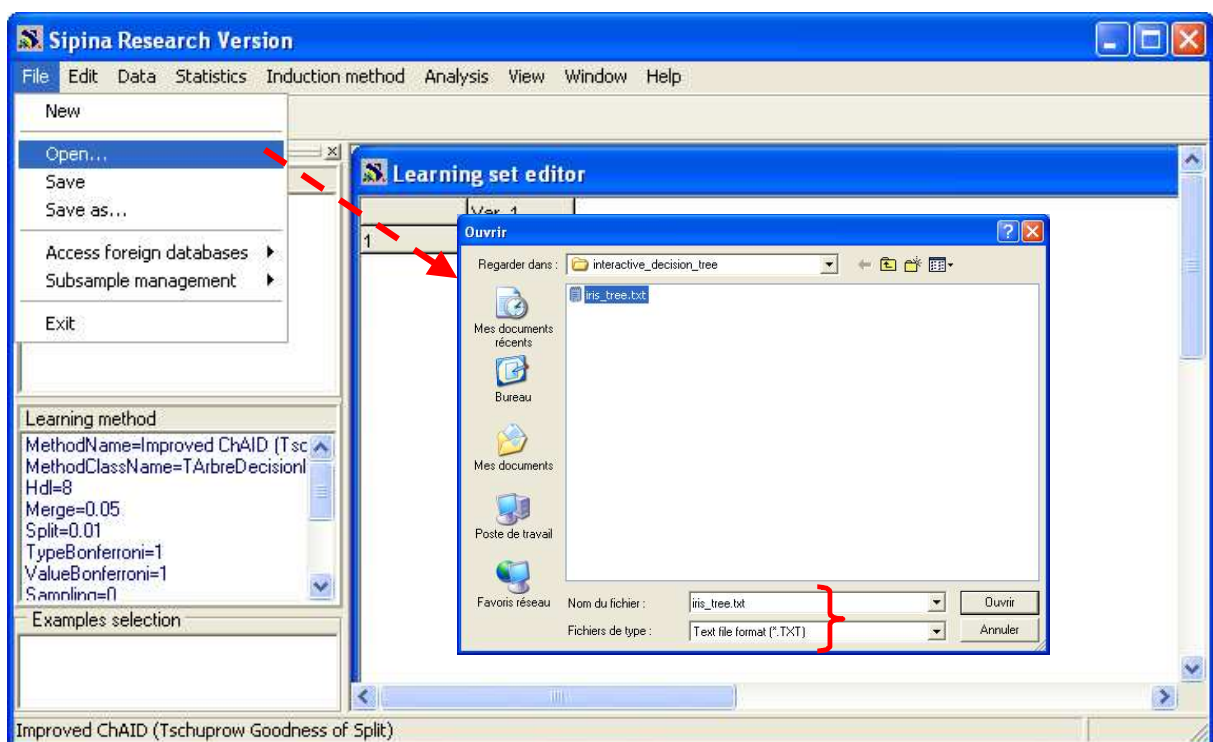 Sipina Research Version
File Edit Data Statistics Induction method Analysis View Window Help
New
Open...
Save
Save as...
Access foreign databases
Subsample management
Exit
Learning method
MethodName=Improved ChAID (Tsc
MethodClassName=TArbreDecisionI
Hdl=8
Merge=0.05
Split=0.01
TypeBonferroni=1
ValueBonferroni=1
Sampling=0
Examples selection
Learning set editor
1
Ouvrir
Regarder dans : interactive_decision_tree
iris_tree.txt
Mes documents
récents
Bureau
Mes documents
Poste de travail
Favoris réseau
Nom du fichier : iris_tree.txt Ouvrir
Fichiers de type : Text file format (*.TXT) Annuler
Improved ChAID (Tschuprow Goodness of Split)